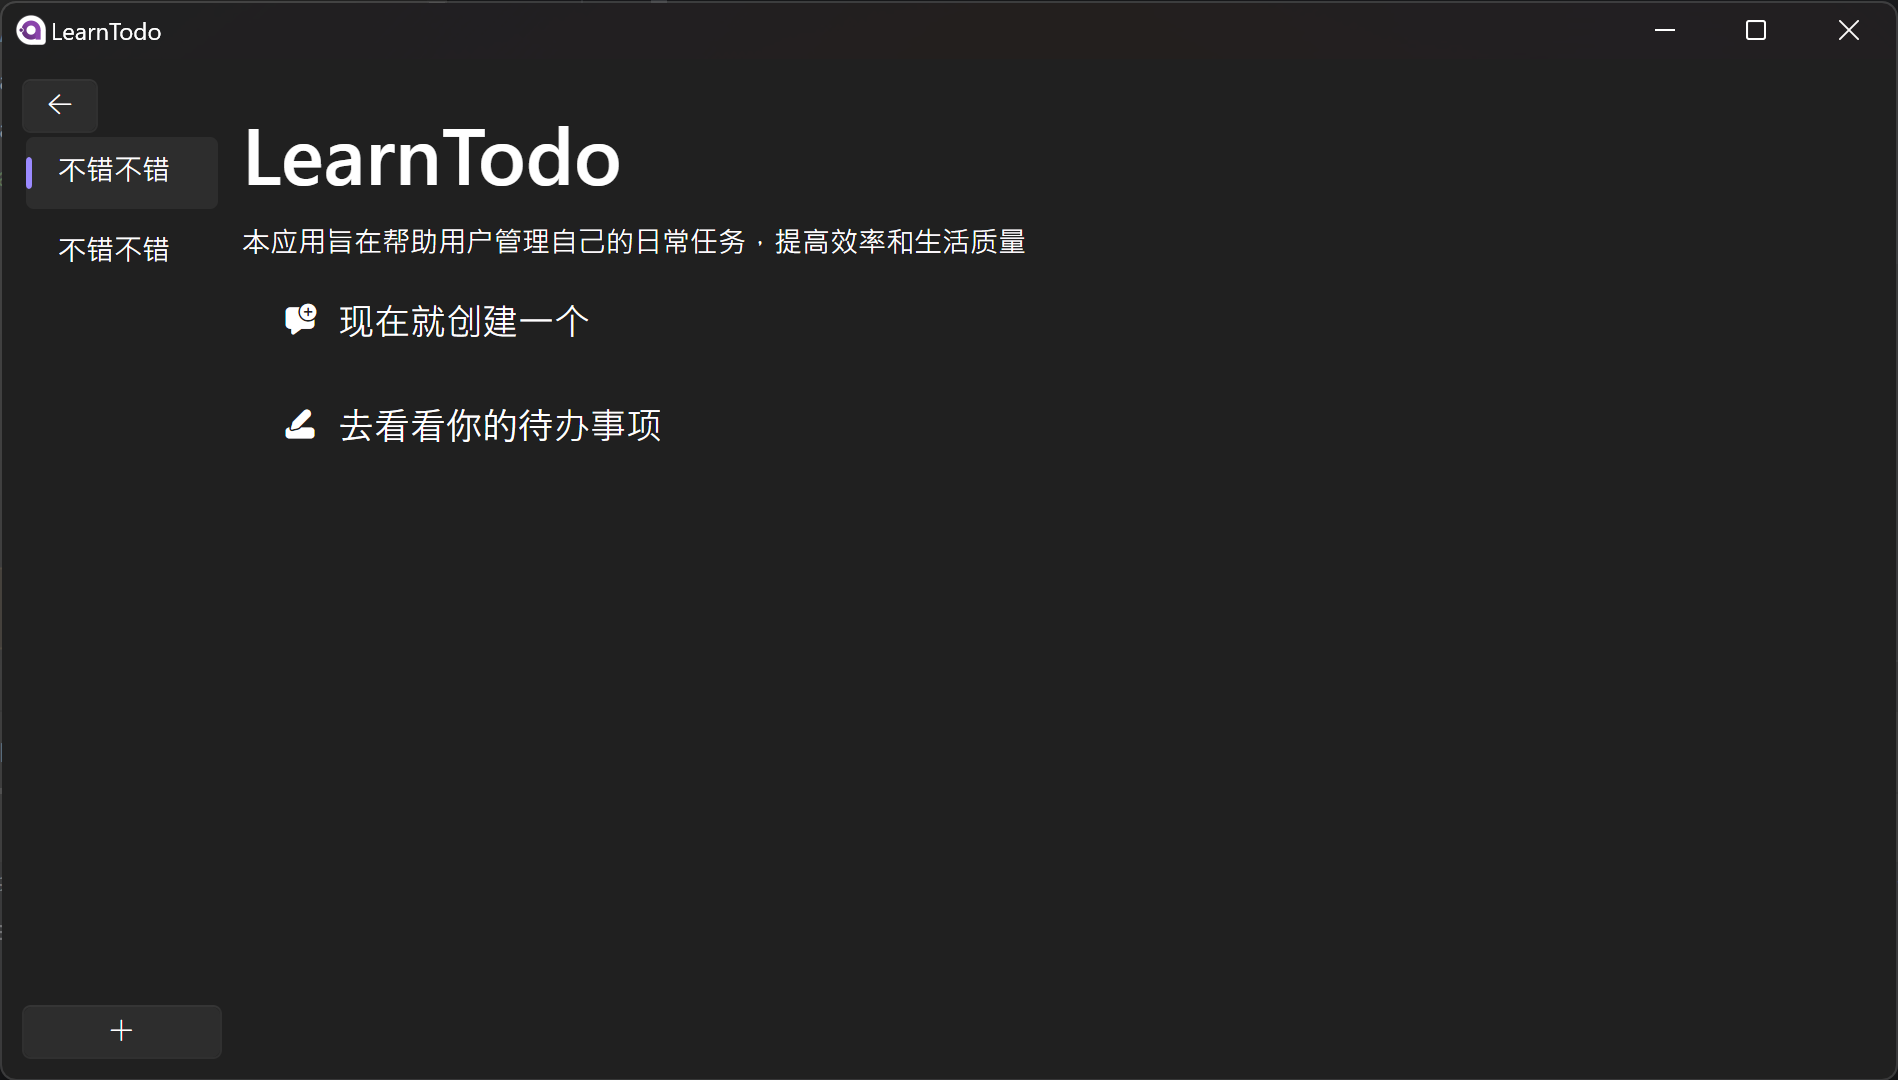 LearnTodo
不错不错
不错不错
LearnTodo
本应用旨在帮助用户管理自己的日常任务，提高效率和生活质量
现在就创建一个
去看看你的待办事项